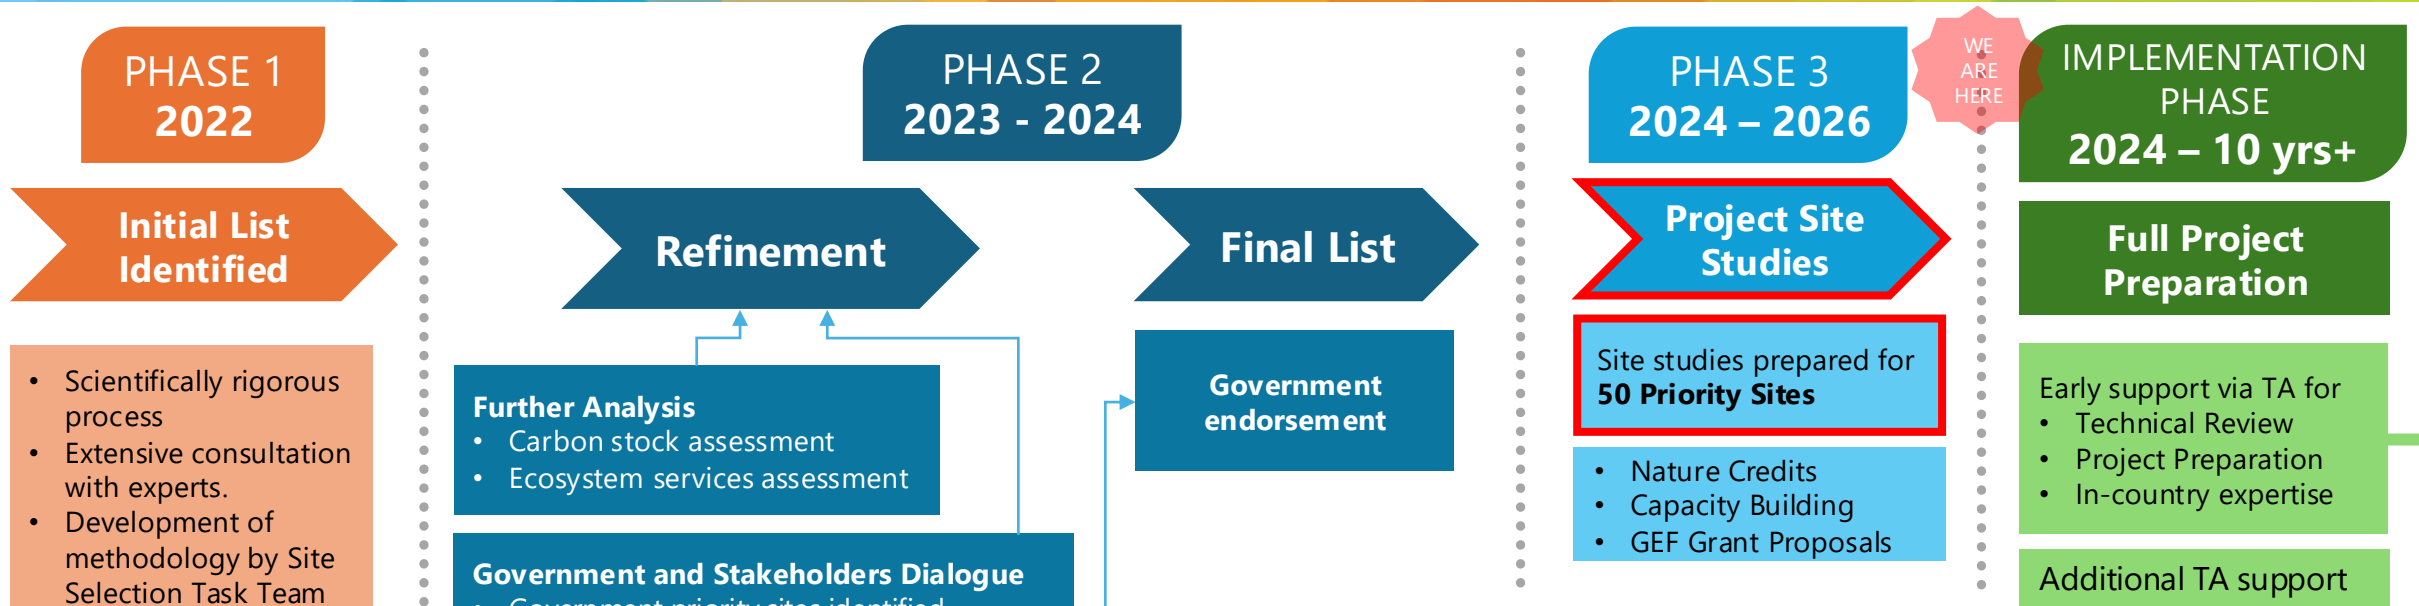 PHASE 1
2022
PHASE 2
2023 - 2024
PHASE 3
2024 – 2026
WE
ARE
HERE
IMPLEMENTATION
PHASE
2024 – 10 yrs+
Initial List
Identified
Refinement
Final List
Project Site
Studies
Full Project
Preparation
• Scientifically rigorous
process
• Extensive consultation
with experts.
• Development of
methodology by Site
Selection Task Team
Further Analysis
• Carbon stock assessment
• Ecosystem services assessment
Government and Stakeholders Dialogue
• Government priority sites identified
Government
endorsement
Site studies prepared for
50 Priority Sites
• Nature Credits
• Capacity Building
• GEF Grant Proposals
Early support via TA for
• Technical Review
• Project Preparation
• In-country expertise
Additional TA support